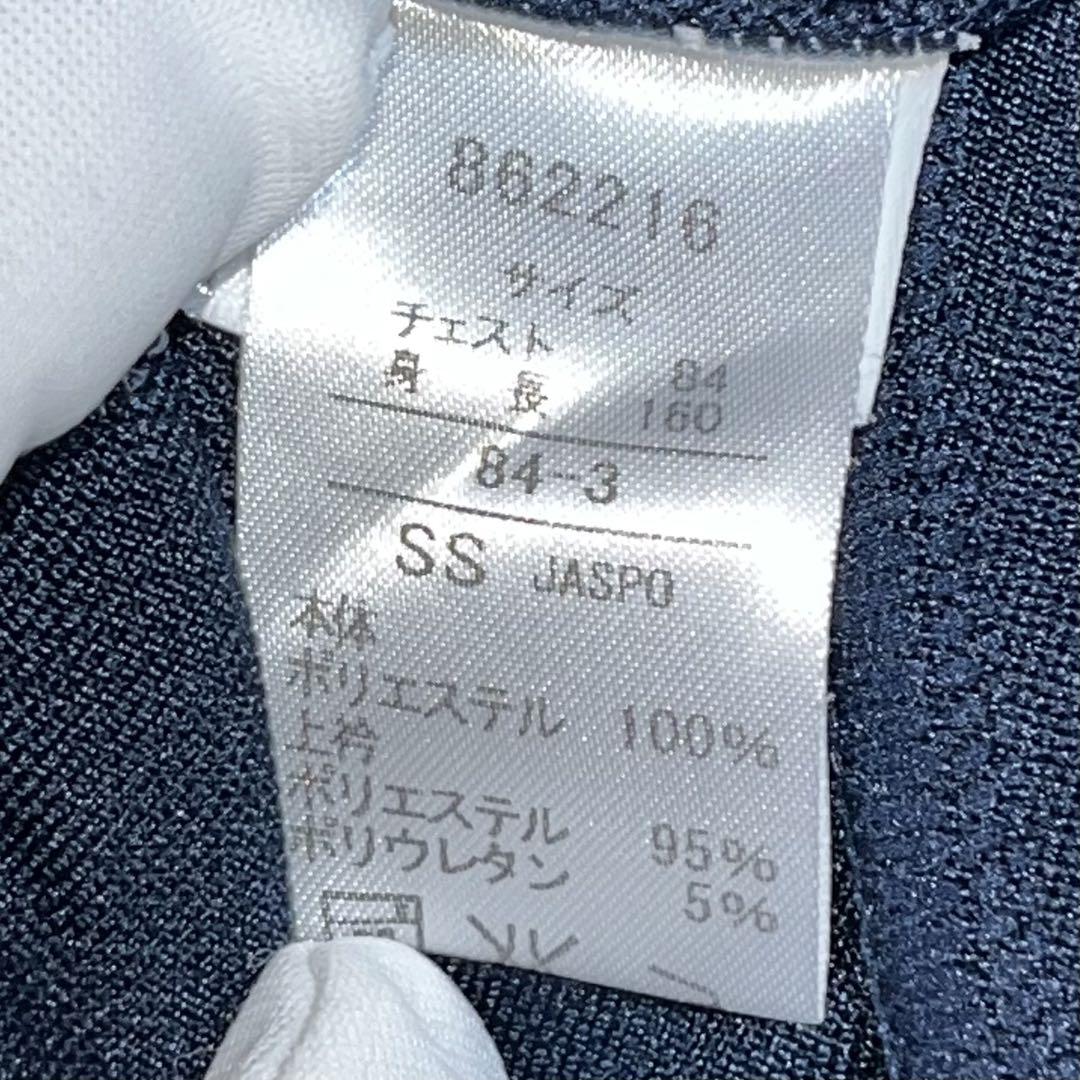 862216
サイズ
チェスト 84
身長 160
84-3
SS JASPO
本体
ポリエステル 100%
上衿
ポリエステル 95%
ポリウレタン 5%